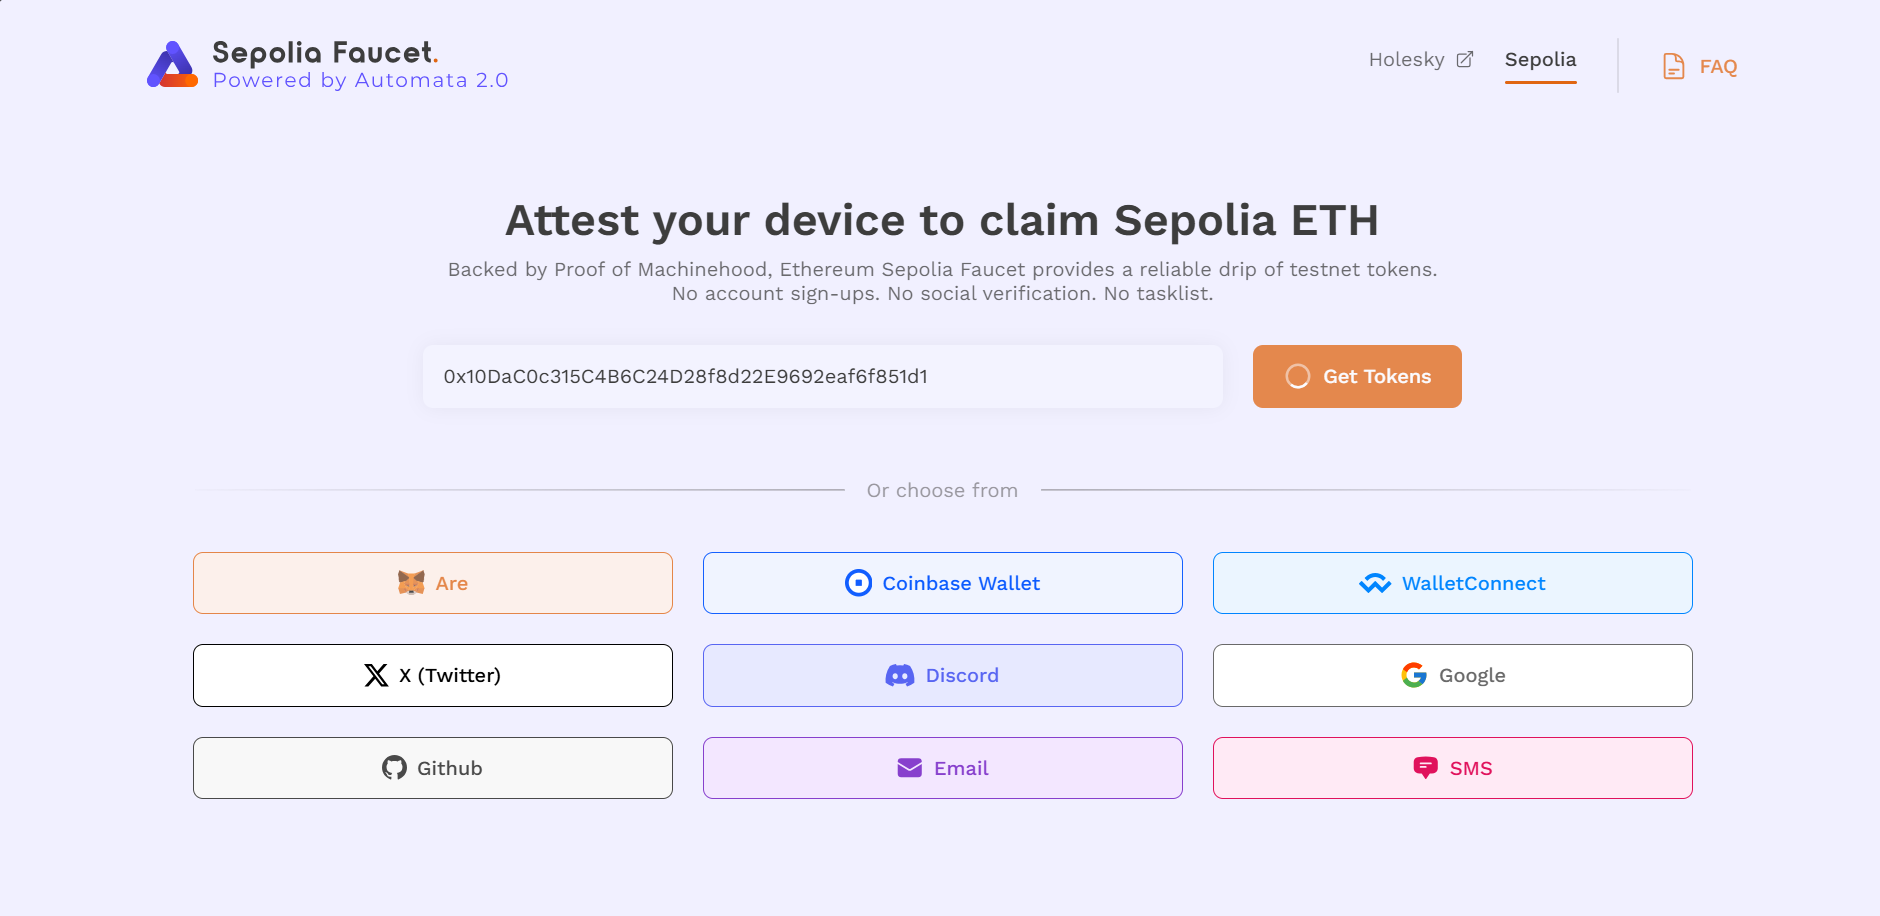 Sepolia Faucet.
Powered by Automata 2.0
Holesky
Sepolia
FAQ
Attest your device to claim Sepolia ETH
Backed by Proof of Machinehood, Ethereum Sepolia Faucet provides a reliable drip of testnet tokens.
No account sign-ups. No social verification. No tasklist.
0x10DaC0c315C4B6C24D28f8d22E9692eaf6f851d1
Get Tokens
Or choose from
Are
Coinbase Wallet
WalletConnect
X (Twitter)
Discord
Google
Github
Email
SMS